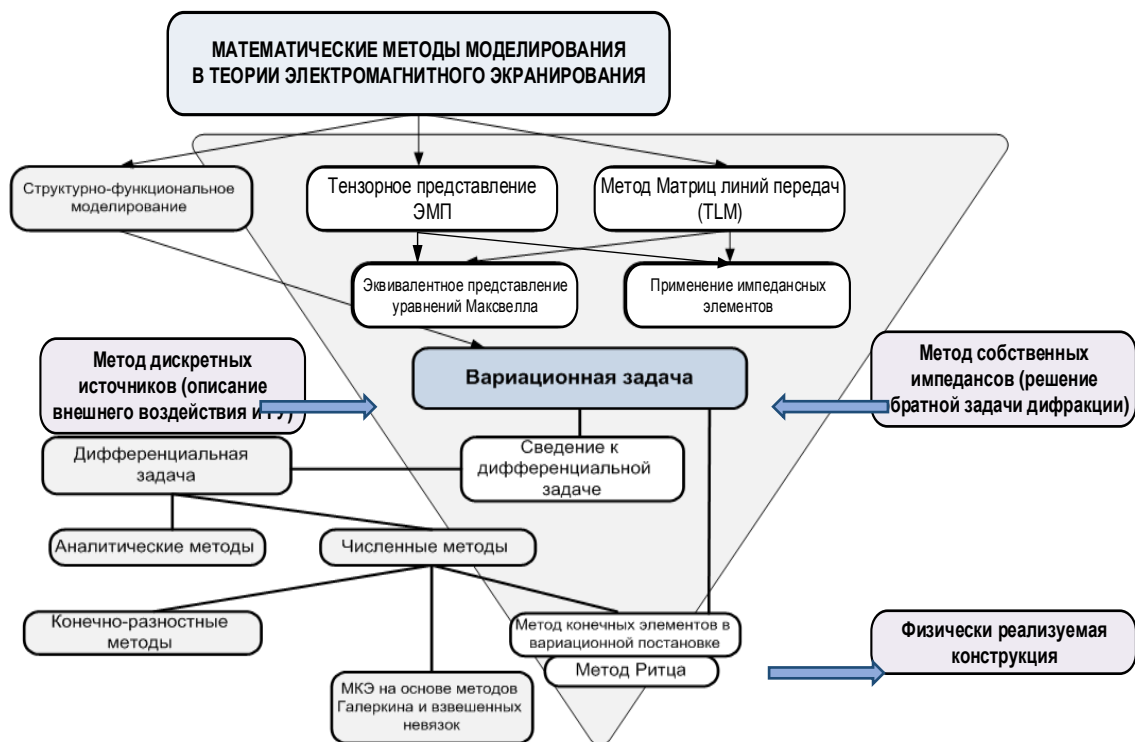 МАТЕМАТИЧЕСКИЕ МЕТОДЫ МОДЕЛИРОВАНИЯ
В ТЕОРИИ ЭЛЕКТРОМАГНИТНОГО ЭКРАНИРОВАНИЯ
Структурно-функциональное
моделирование
Тензорное представление
ЭМП
Метод Матриц линий передач
(TLM)
Эквивалентное представление
уравнений Максвелла
Применение импедансных
элементов
Метод дискретных
источников (описание
внешнего воздействия и
Вариационная задача
Метод собственных
импедансов (решение
братной задачи дифракции)
Дифференциальная
задача
Сведение к
дифференциальной
задаче
Аналитические методы
Численные методы
Конечно-разностные
методы
МКЭ на основе методов
Галеркина и взвешенных
невязок
Метод конечных элементов в
вариационной постановке
Метод Ритца
Физически реализуемая
конструкция